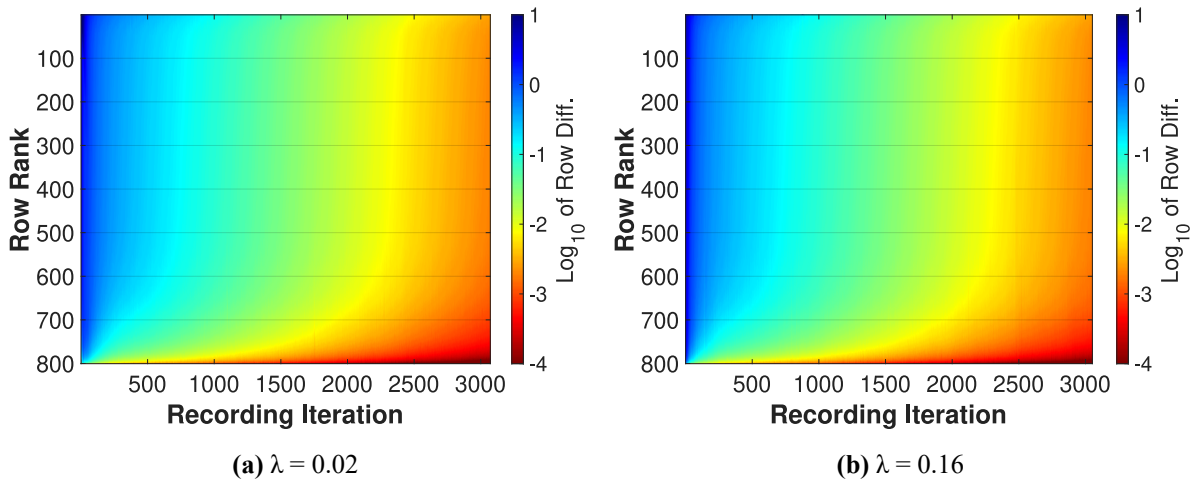 Row Rank
100
200
300
400
500
600
700
800
500 1000 1500 2000 2500 3000
Recording Iteration
1
0
-1
-2
-3
-4
Log10 of Row Diff.
(a) λ = 0.02
Row Rank
100
200
300
400
500
600
700
800
500 1000 1500 2000 2500 3000
Recording Iteration
1
0
-1
-2
-3
-4
Log10 of Row Diff.
(b) λ = 0.16